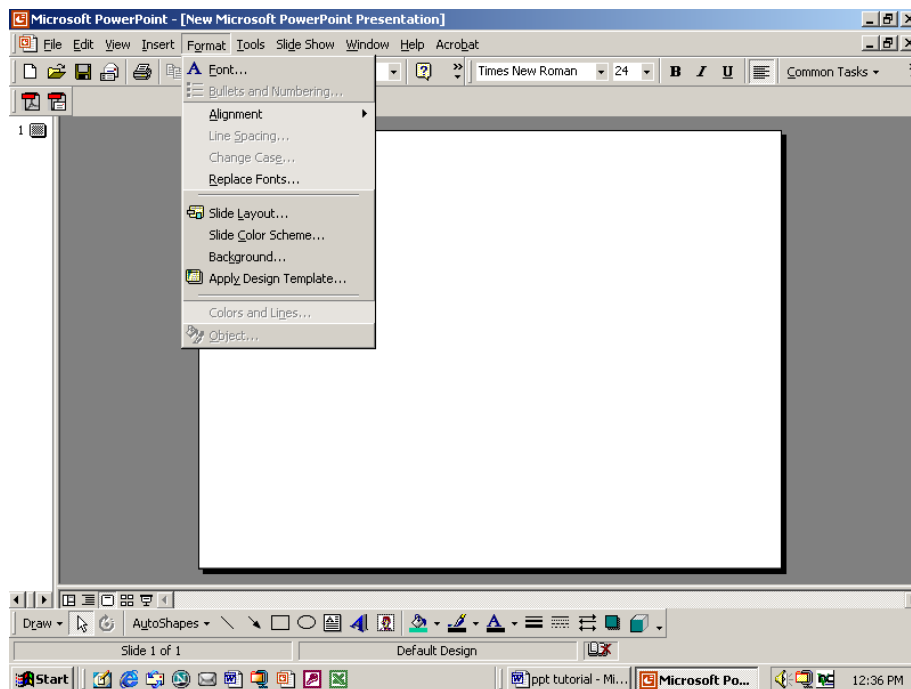 Microsoft PowerPoint - [New Microsoft PowerPoint Presentation]
File Edit View Insert Format Tools Slide Show Window Help Acrobat
Times New Roman 24 B I U Common Tasks
Font...
Bullets and Numbering...
Alignment
Line Spacing...
Change Case...
Replace Fonts...
Slide Layout...
Slide Color Scheme...
Background...
Apply Design Template...
Colors and Lines...
Object...
1
Draw AutoShapes
Slide 1 of 1 Default Design
Start ppt tutorial - Mi... Microsoft Po... 12:36 PM